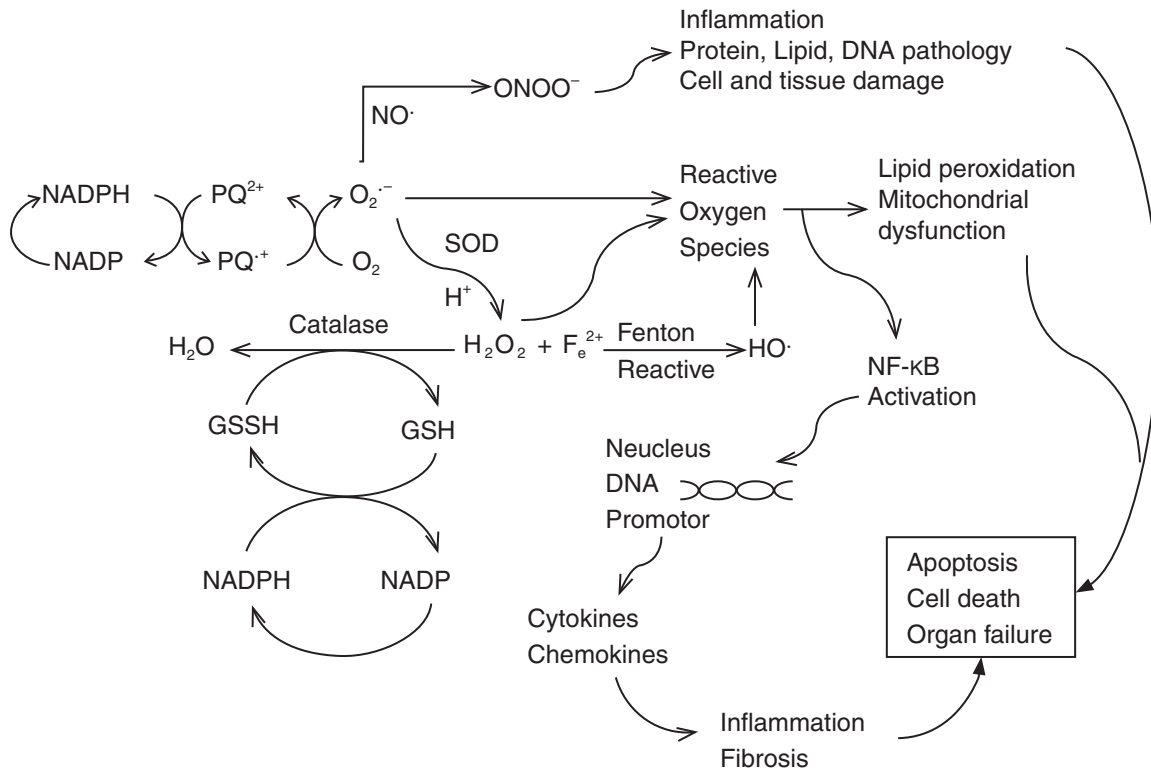 Inflammation
Protein, Lipid, DNA pathology
Cell and tissue damage
ONOO⁻
NO·
NADPH
PQ²⁺
O₂·⁻
NADP
PQ·⁺
O₂
SOD
H⁺
Reactive
Oxygen
Species
Lipid peroxidation
Mitochondrial
dysfunction
H₂O
Catalase
H₂O₂ + Fₑ²⁺
Fenton
Reactive
HO·
NF-κB
Activation
GSSH
GSH
Neucleus
DNA
Promotor
NADPH
NADP
Cytokines
Chemokines
Inflammation
Fibrosis
Apoptosis
Cell death
Organ failure